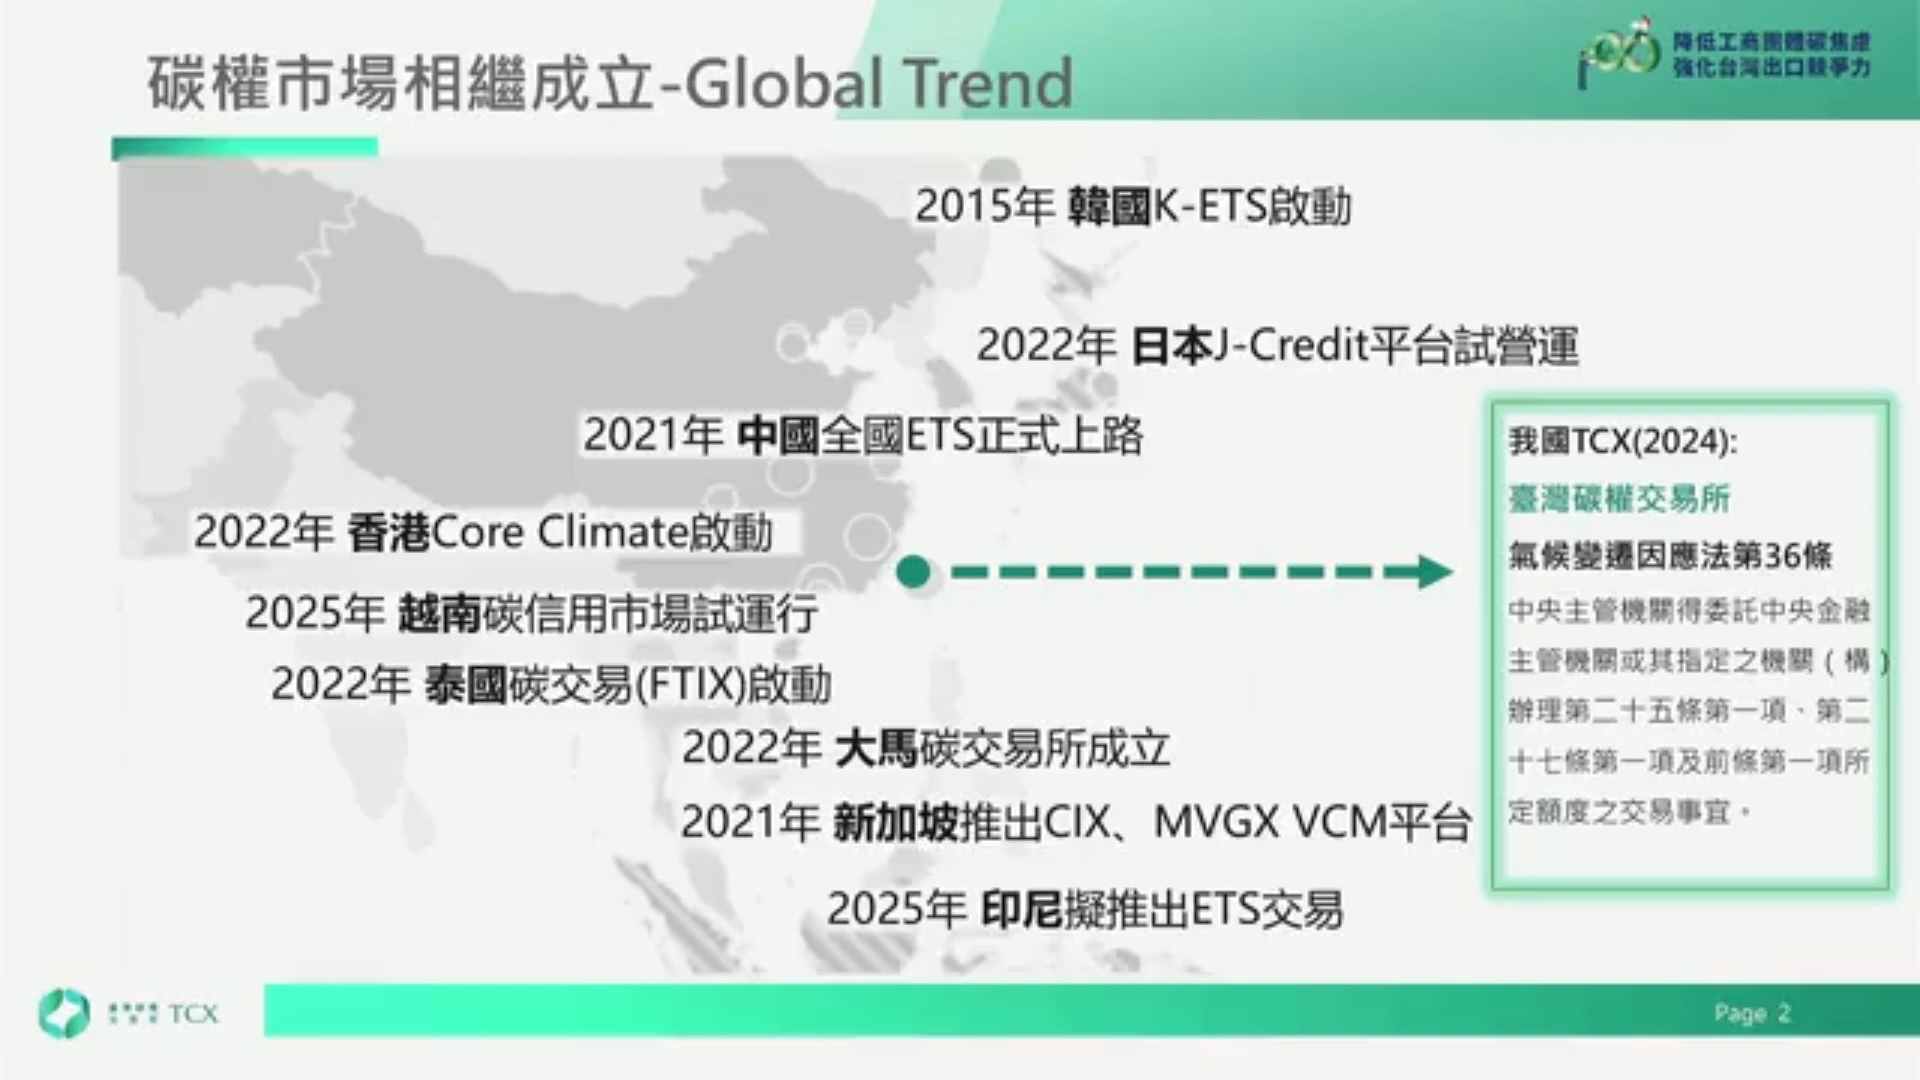 碳權市場相繼成立-Global Trend
降低工商團體碳焦慮
強化台灣出口競爭力
2015年 韓國K-ETS啟動
2022年 日本J-Credit平台試營運
2021年 中國全國ETS正式上路
2022年 香港Core Climate啟動
2025年 越南碳信用市場試運行
2022年 泰國碳交易(FTIX)啟動
2022年 大馬碳交易所成立
2021年 新加坡推出CIX、MVGX VCM平台
2025年 印尼擬推出ETS交易
我國TCX(2024):
臺灣碳權交易所
氣候變遷因應法第36條
中央主管機關得委託中央金融
主管機關或其指定之機關（構）
辦理第二十五條第一項、第二
十七條第一項及前條第一項所
定額度之交易事宜。
TCX
Page 2